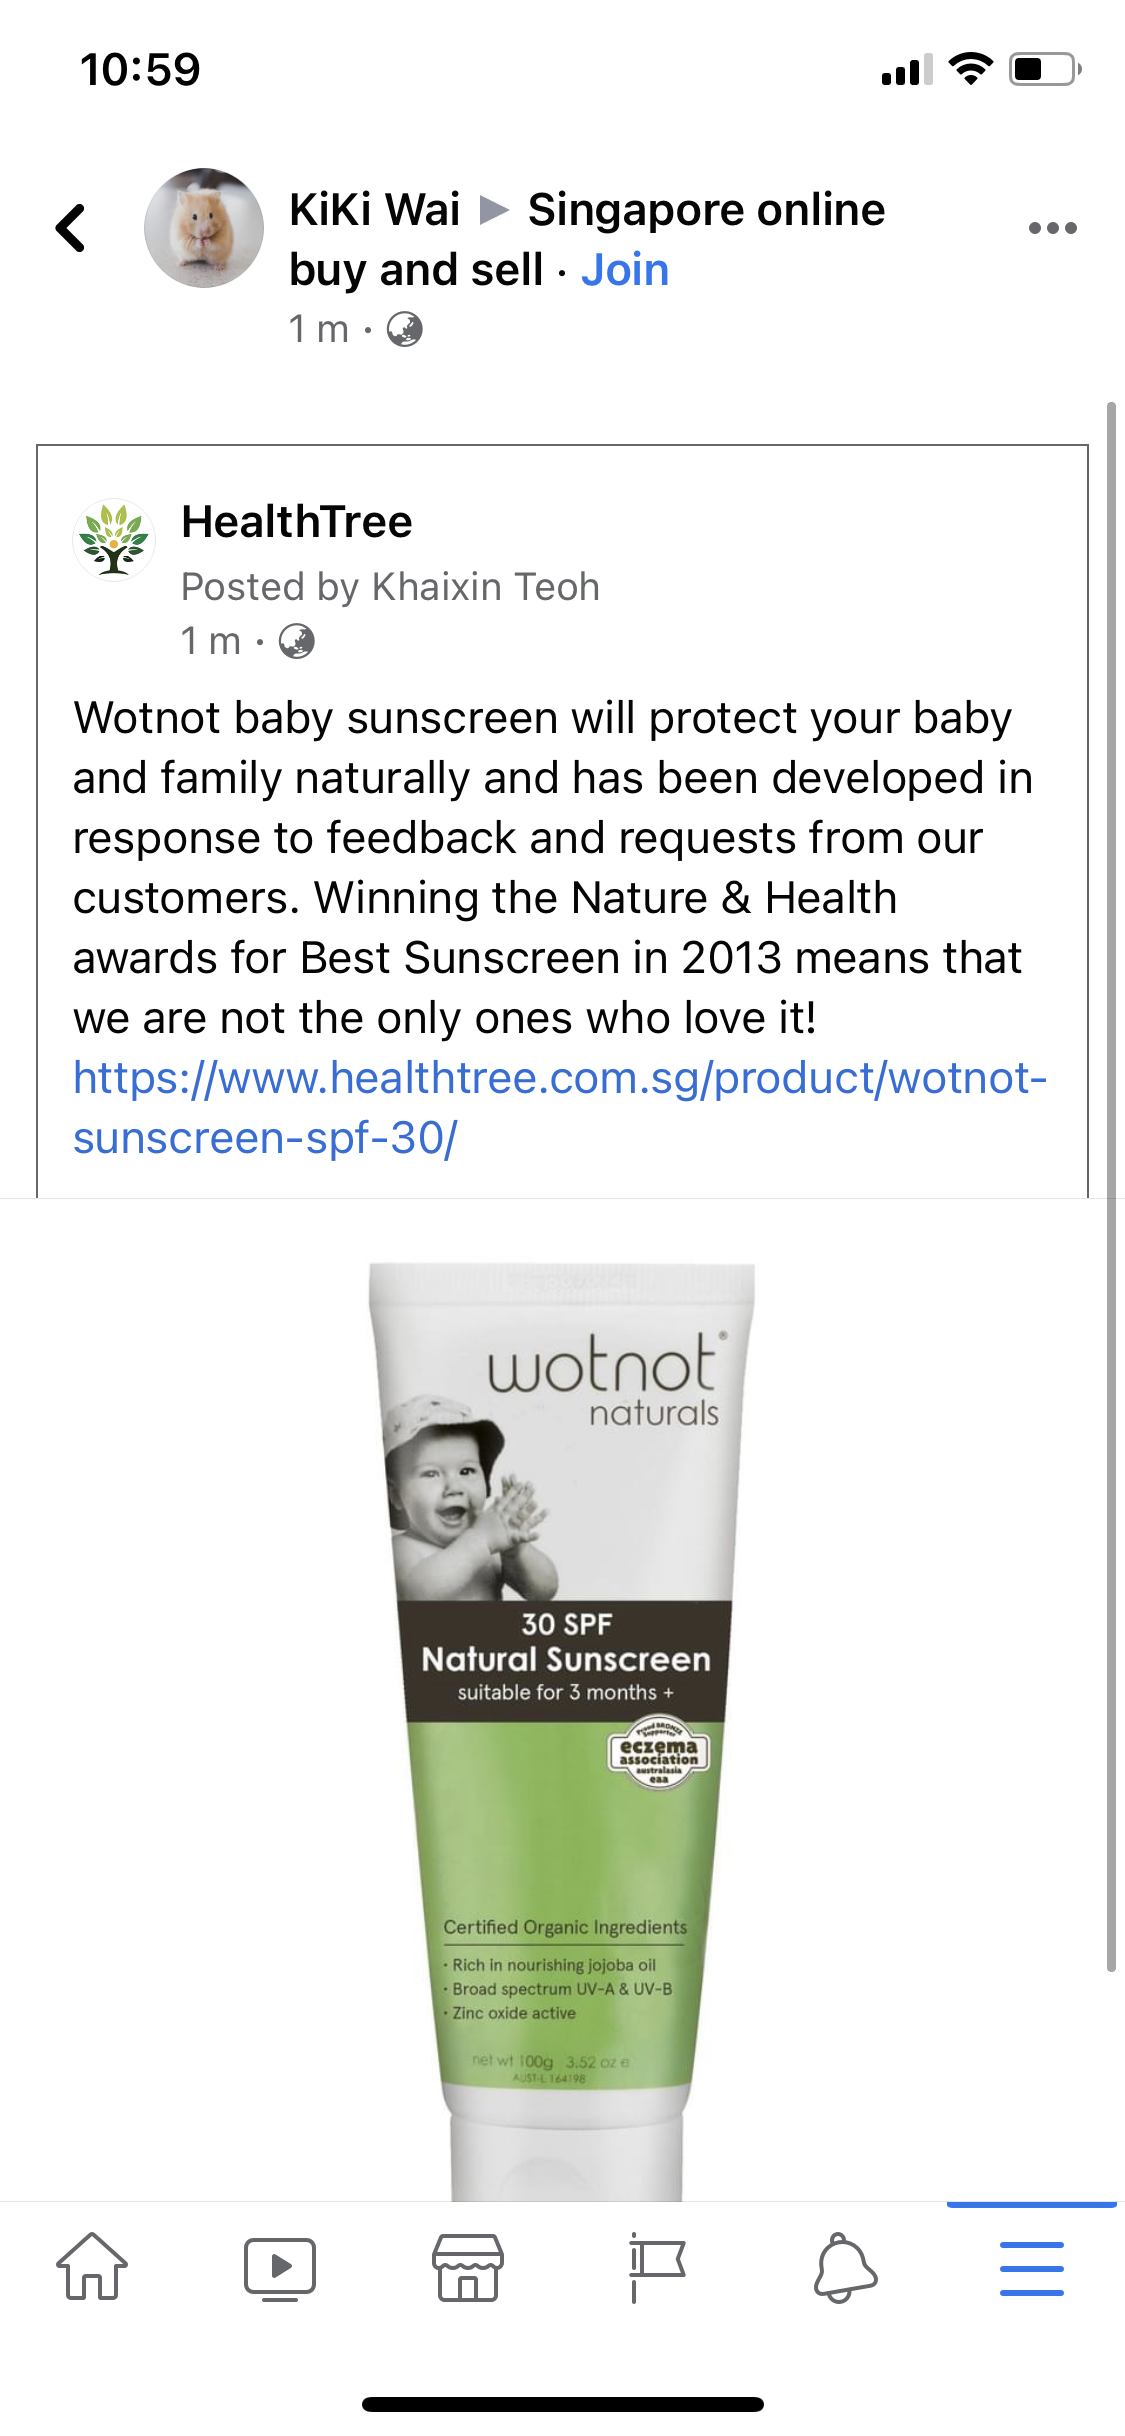 10:59
KiKi Wai ▶ Singapore online
buy and sell · Join
1 m ·
HealthTree
Posted by Khaixin Teoh
1 m ·
Wotnot baby sunscreen will protect your baby
and family naturally and has been developed in
response to feedback and requests from our
customers. Winning the Nature & Health
awards for Best Sunscreen in 2013 means that
we are not the only ones who love it!
https://www.healthtree.com.sg/product/wotnot-
sunscreen-spf-30/
wotnot®
naturals
30 SPF
Natural Sunscreen
suitable for 3 months +
Proud BRONZE
Supporter
eczema
association
australasia
eaa
Certified Organic Ingredients
· Rich in nourishing jojoba oil
· Broad spectrum UV-A & UV-B
· Zinc oxide active
net wt 100g 3.52 oz e
AUST-L 164198